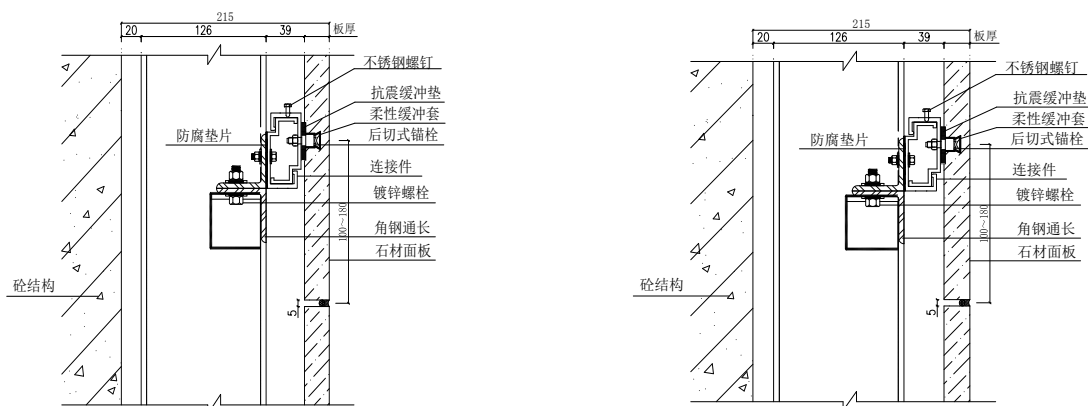 215
20 126 39 板厚
不锈钢螺钉
抗震缓冲垫
柔性缓冲套
防腐垫片
后切式锚栓
连接件
镀锌螺栓
100~180
角钢通长
石材面板
砼结构
5
215
20 126 39 板厚
不锈钢螺钉
抗震缓冲垫
柔性缓冲套
防腐垫片
后切式锚栓
连接件
镀锌螺栓
100~180
角钢通长
石材面板
砼结构
5